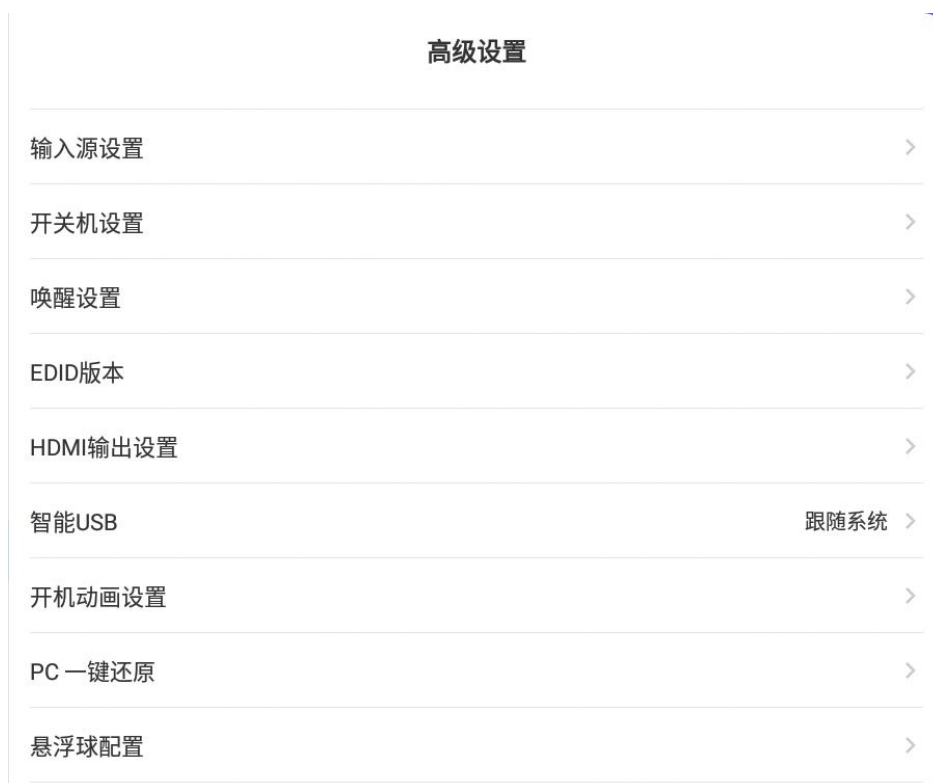 高级设置
输入源设置
开关机设置
唤醒设置
EDID版本
HDMI输出设置
智能USB 跟随系统
开机动画设置
PC 一键还原
悬浮球配置